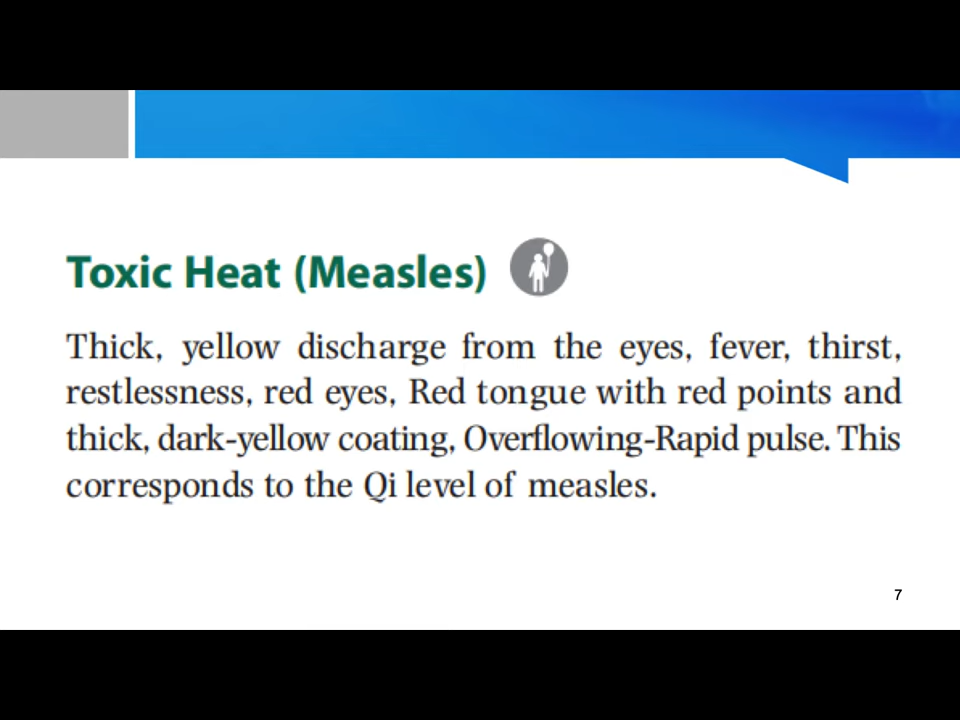 Toxic Heat (Measles)
Thick, yellow discharge from the eyes, fever, thirst,
restlessness, red eyes, Red tongue with red points and
thick, dark-yellow coating, Overflowing-Rapid pulse. This
corresponds to the Qi level of measles.
7